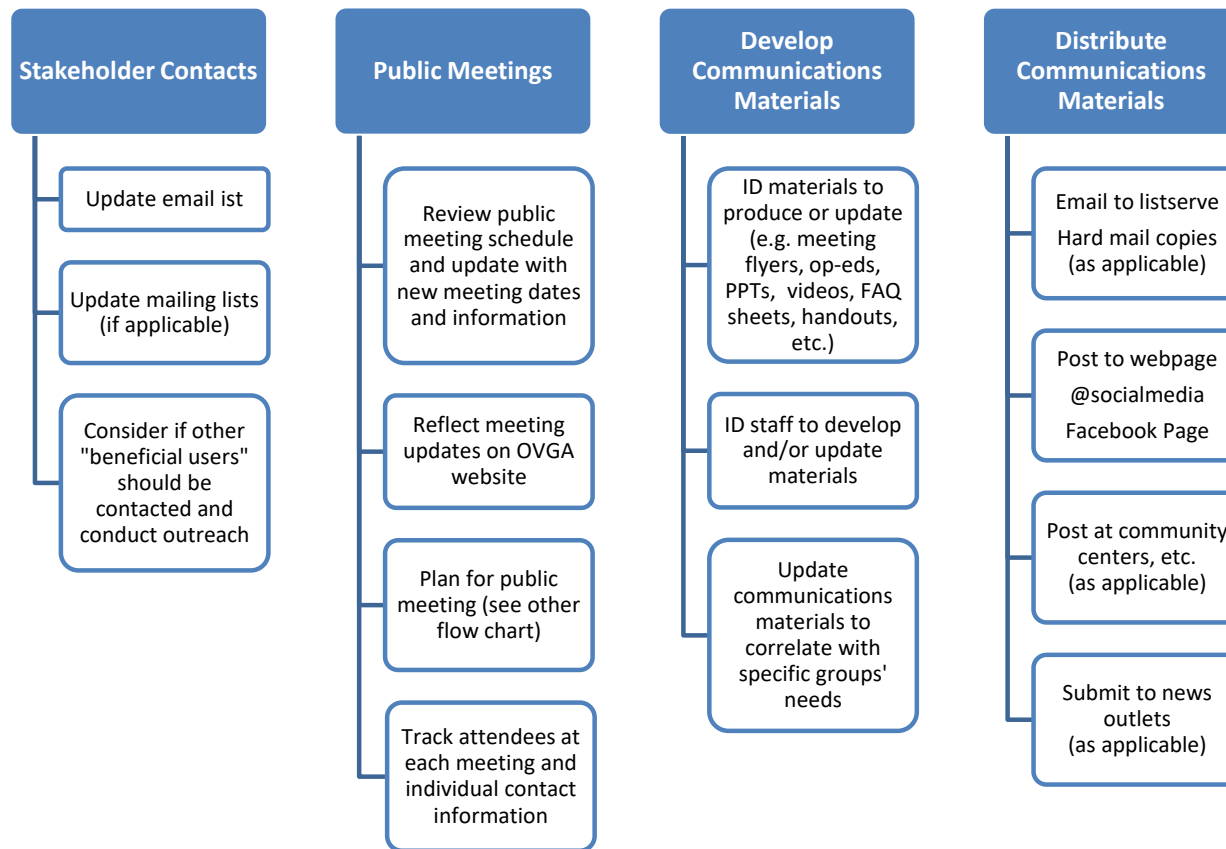 Stakeholder Contacts
Update email ist
Update mailing lists
(if applicable)
Consider if other
"beneficial users"
should be
contacted and
conduct outreach
Public Meetings
Review public
meeting schedule
and update with
new meeting dates
and information
Reflect meeting
updates on OVGA
website
Plan for public
meeting (see other
flow chart)
Track attendees at
each meeting and
individual contact
information
Develop
Communications
Materials
ID materials to
produce or update
(e.g. meeting
flyers, op-eds,
PPTs, videos, FAQ
sheets, handouts,
etc.)
ID staff to develop
and/or update
materials
Update
communications
materials to
correlate with
specific groups'
needs
Distribute
Communications
Materials
Email to listserve
Hard mail copies
(as applicable)
Post to webpage
@socialmedia
Facebook Page
Post at community
centers, etc.
(as applicable)
Submit to news
outlets
(as applicable)